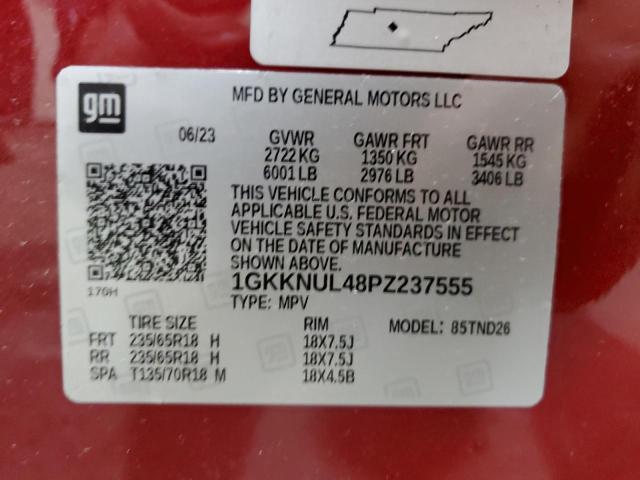 gm
MFD BY GENERAL MOTORS LLC
06/23 GVWR GAWR FRT GAWR RR
2722 KG 1350 KG 1545 KG
6001 LB 2976 LB 3406 LB
THIS VEHICLE CONFORMS TO ALL
APPLICABLE U.S. FEDERAL MOTOR
VEHICLE SAFETY STANDARDS IN EFFECT
ON THE DATE OF MANUFACTURE
SHOWN ABOVE.
170H
1GKKNUL48PZ237555
TYPE: MPV
TIRE SIZE RIM MODEL: 85TND26
FRT 235/65R18 H 18X7.5J
RR 235/65R18 H 18X7.5J
SPA T135/70R18 M 18X4.5B